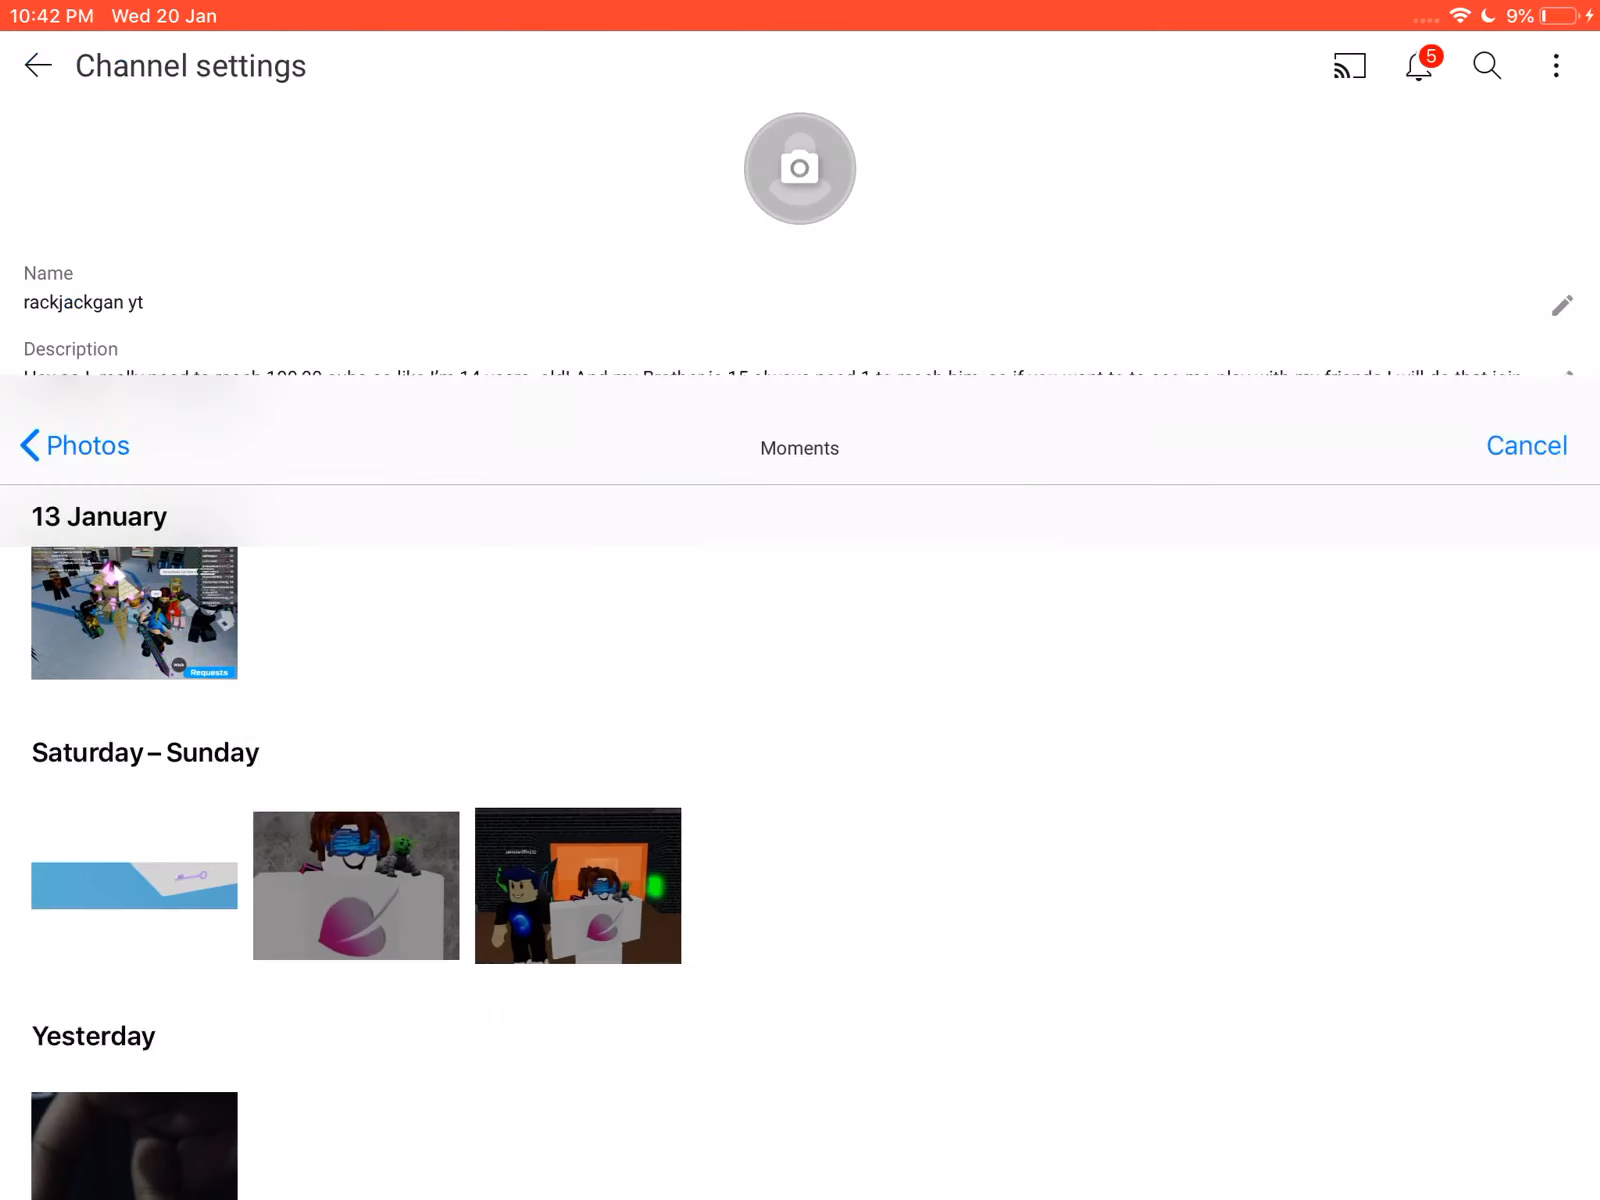 10:42 PM Wed 20 Jan 9%
Channel settings
5
Name
rackjackgan yt
Description
Photos
Moments
Cancel
13 January
Requests
Saturday – Sunday
Yesterday